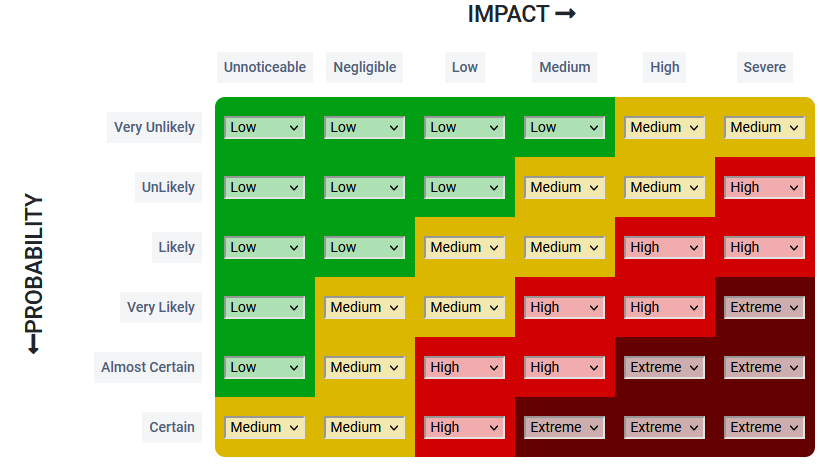 IMPACT ➞
Unnoticeable Negligible Low Medium High Severe
Very Unlikely Low Low Low Low Medium Medium
UnLikely Low Low Low Medium Medium High
Likely Low Low Medium Medium High High
Very Likely Low Medium Medium High High Extreme
Almost Certain Low Medium High High Extreme Extreme
Certain Medium Medium High Extreme Extreme Extreme
←PROBABILITY